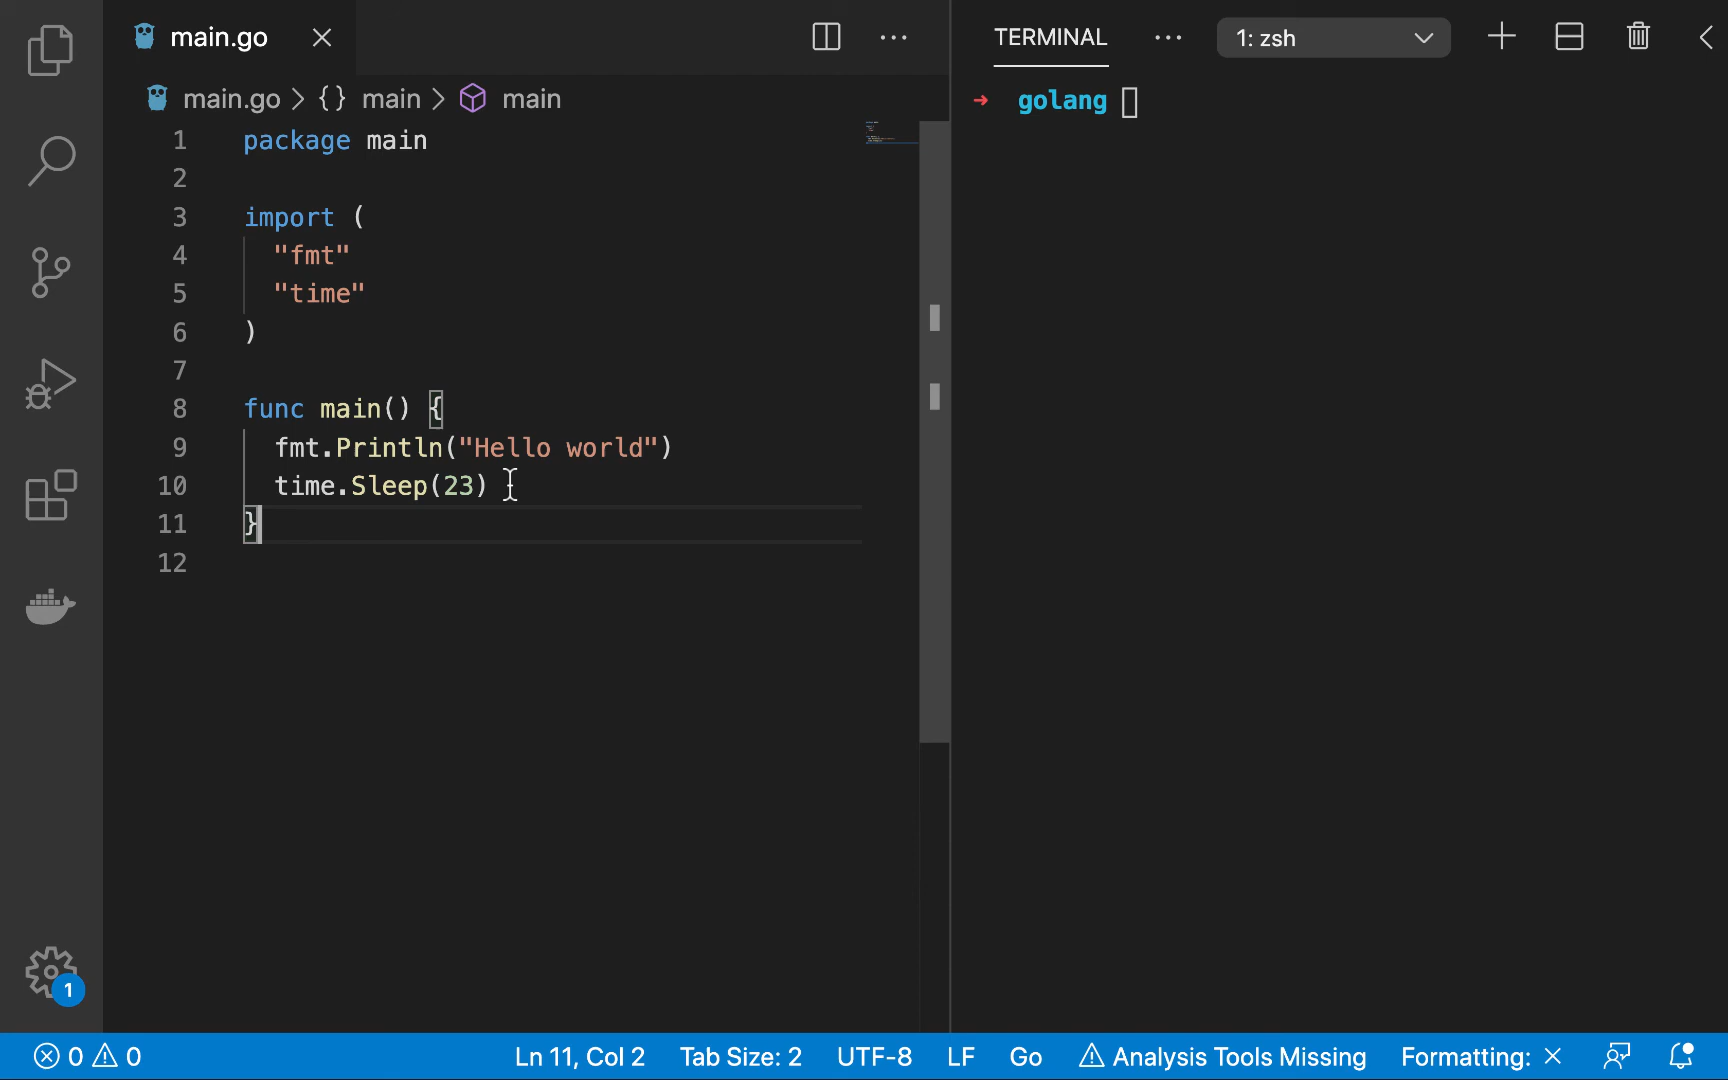 main.go
TERMINAL
1: zsh
main.go > {} main > main
→ golang
1 package main
2
3 import (
4 "fmt"
5 "time"
6 )
7
8 func main() {
9 fmt.Println("Hello world")
10 time.Sleep(23)
11 }
12
1
0 0
Ln 11, Col 2
Tab Size: 2
UTF-8
LF
Go
Analysis Tools Missing
Formatting: ×